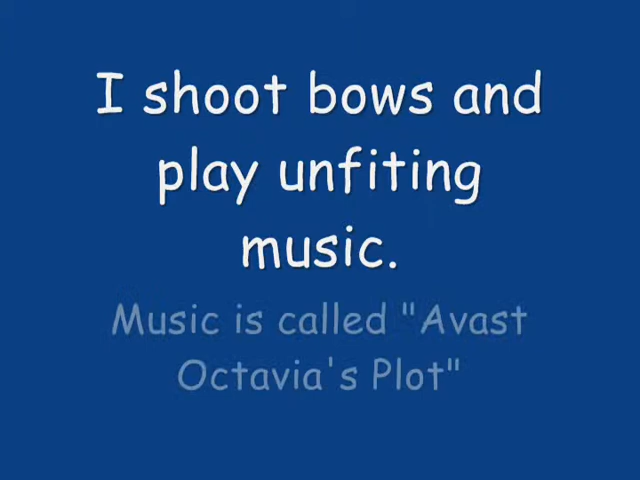 I shoot bows and
play unfiting
music.
Music is called "Avast
Octavia's Plot"